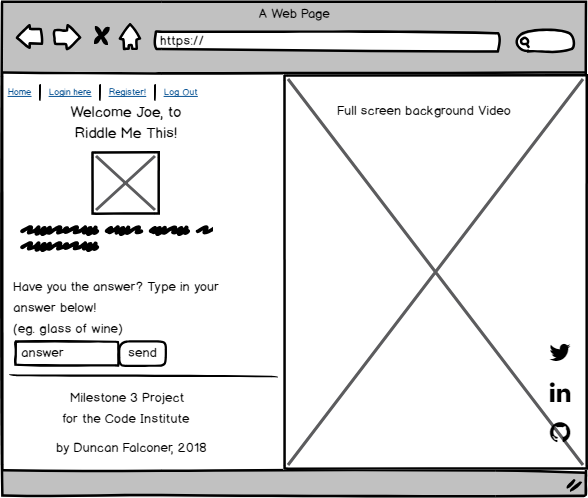 A Web Page
https://
Home Login here Register! Log Out
Welcome Joe, to
Riddle Me This!
Have you the answer? Type in your
answer below!
(eg. glass of wine)
answer send
Milestone 3 Project
for the Code Institute
by Duncan Falconer, 2018
Full screen background Video
in